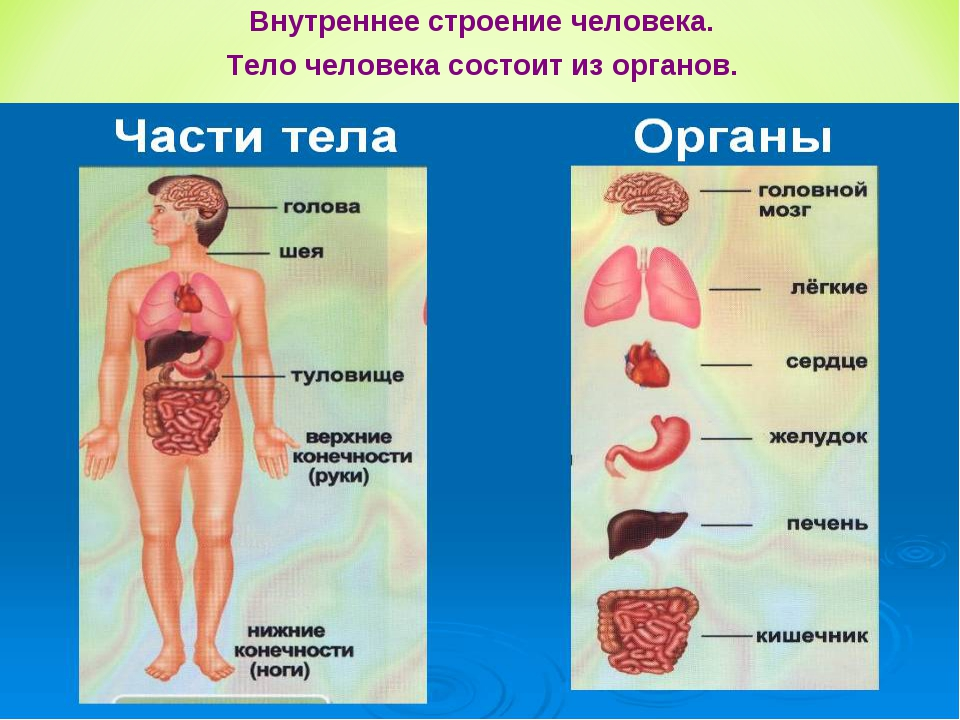 Внутреннее строение человека.
Тело человека состоит из органов.
Части тела
голова
шея
туловище
верхние
конечности
(руки)
нижние
конечности
(ноги)
Органы
головной
мозг
лёгкие
сердце
желудок
печень
кишечник